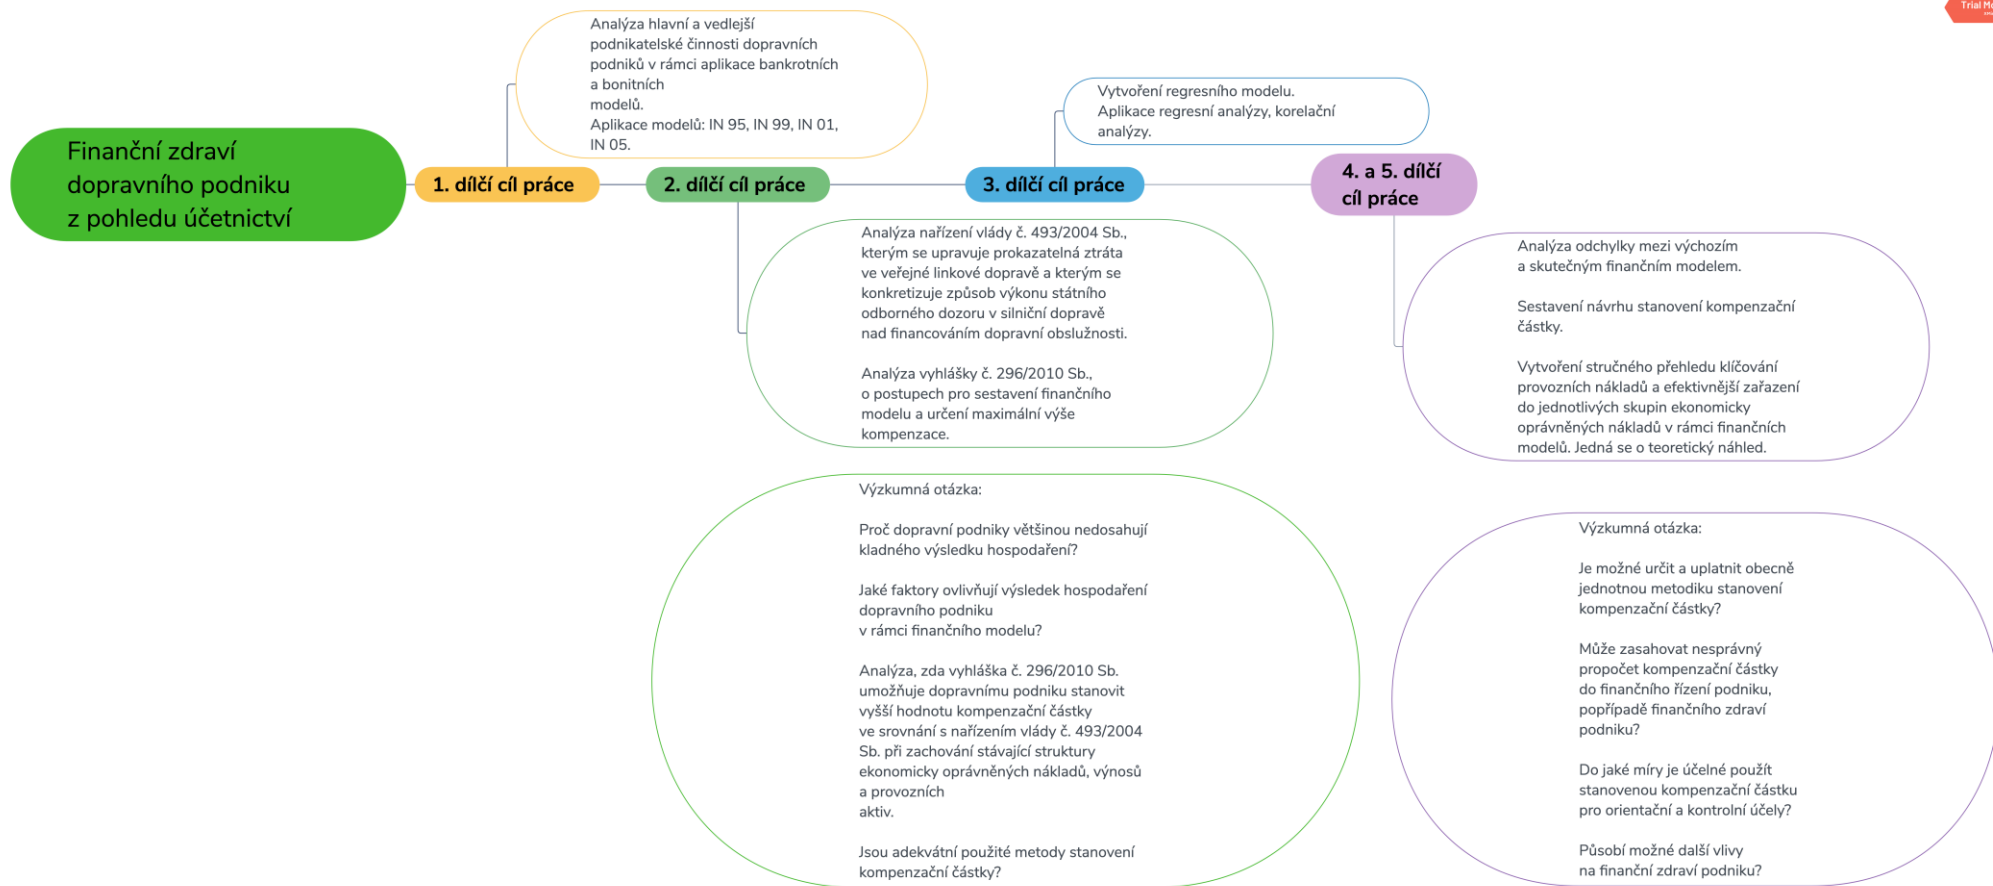 Trial Mo
Analýza hlavní a vedlejší
podnikatelské činnosti dopravních
podniků v rámci aplikace bankrotních
a bonitních
modelů.
Aplikace modelů: IN 95, IN 99, IN 01,
IN 05.
Vytvoření regresního modelu.
Aplikace regresní analýzy, korelační
analýzy.
Finanční zdraví
dopravního podniku
z pohledu účetnictví
1. dílčí cíl práce
2. dílčí cíl práce
3. dílčí cíl práce
4. a 5. dílčí
cíl práce
Analýza nařízení vlády č. 493/2004 Sb.,
kterým se upravuje prokazatelná ztráta
ve veřejné linkové dopravě a kterým se
konkretizuje způsob výkonu státního
odborného dozoru v silniční dopravě
nad financováním dopravní obslužnosti.
Analýza vyhlášky č. 296/2010 Sb.,
o postupech pro sestavení finančního
modelu a určení maximální výše
kompenzace.
Analýza odchylky mezi výchozím
a skutečným finančním modelem.
Sestavení návrhu stanovení kompenzační
částky.
Vytvoření stručného přehledu klíčování
provozních nákladů a efektivnější zařazení
do jednotlivých skupin ekonomicky
oprávněných nákladů v rámci finančních
modelů. Jedná se o teoretický náhled.
Výzkumná otázka:
Proč dopravní podniky většinou nedosahují
kladného výsledku hospodaření?
Jaké faktory ovlivňují výsledek hospodaření
dopravního podniku
v rámci finančního modelu?
Analýza, zda vyhláška č. 296/2010 Sb.
umožňuje dopravnímu podniku stanovit
vyšší hodnotu kompenzační částky
ve srovnání s nařízením vlády č. 493/2004
Sb. při zachování stávající struktury
ekonomicky oprávněných nákladů, výnosů
a provozních
aktiv.
Jsou adekvátní použité metody stanovení
kompenzační částky?
Výzkumná otázka:
Je možné určit a uplatnit obecně
jednotnou metodiku stanovení
kompenzační částky?
Může zasahovat nesprávný
propočet kompenzační částky
do finančního řízení podniku,
popřípadě finančního zdraví
podniku?
Do jaké míry je účelné použít
stanovenou kompenzační částku
pro orientační a kontrolní účely?
Působí možné další vlivy
na finanční zdraví podniku?